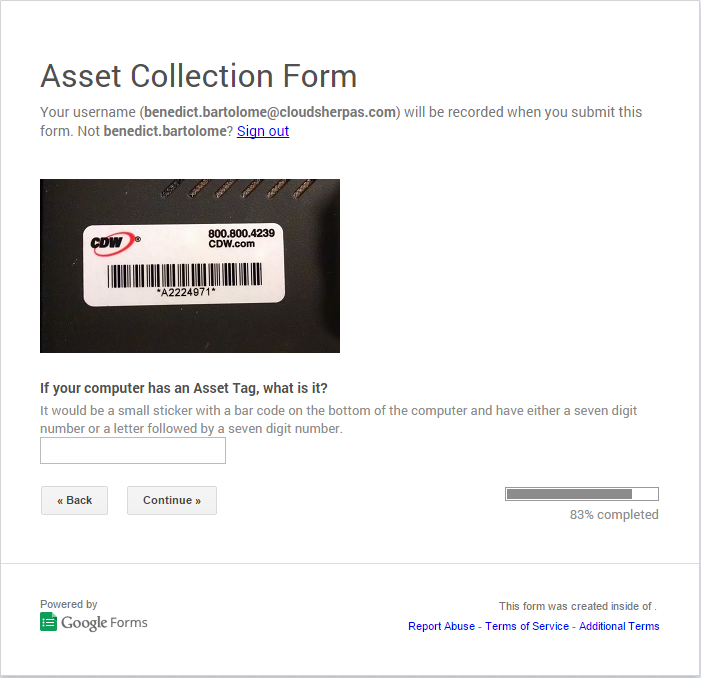 Asset Collection Form
Your username (benedict.bartolome@cloudsherpas.com) will be recorded when you submit this
form. Not benedict.bartolome? Sign out
CDW®
800.800.4239
CDW.com
*A2224971*
If your computer has an Asset Tag, what is it?
It would be a small sticker with a bar code on the bottom of the computer and have either a seven digit
number or a letter followed by a seven digit number.
« Back
Continue »
83% completed
Powered by
Google Forms
This form was created inside of .
Report Abuse - Terms of Service - Additional Terms